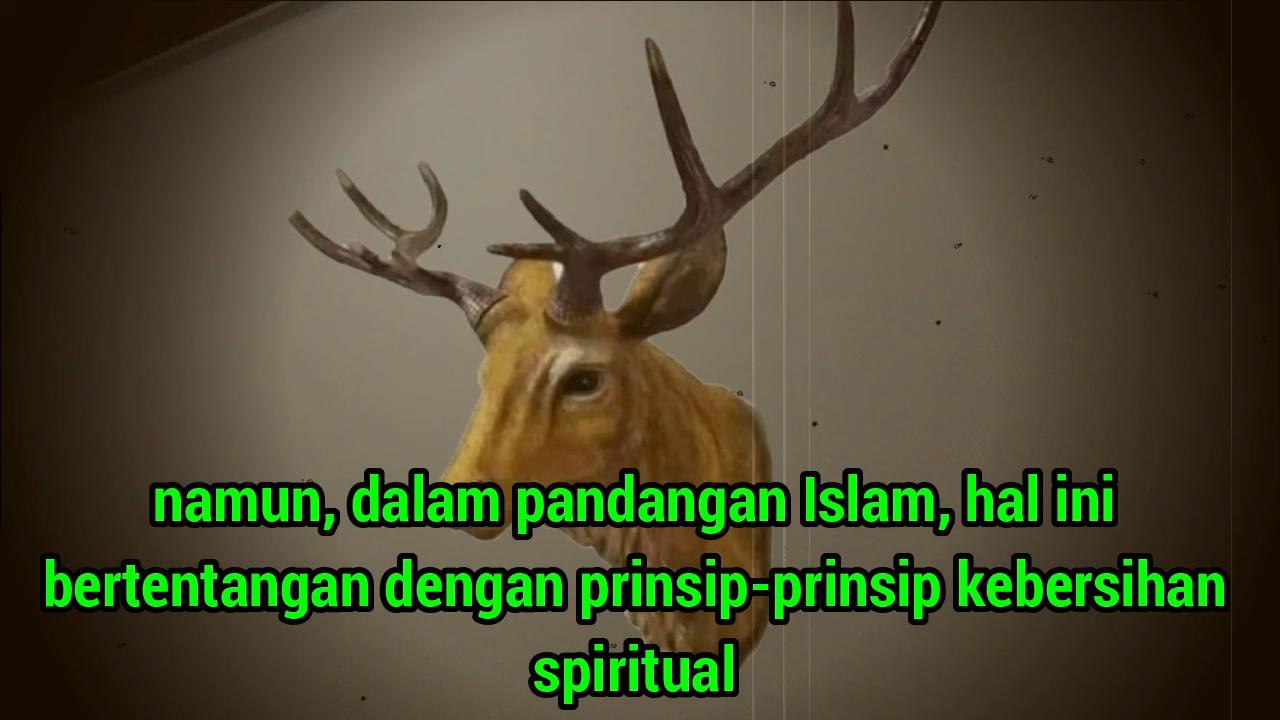 namun, dalam pandangan Islam, hal ini
bertentangan dengan prinsip-prinsip kebersihan
spiritual